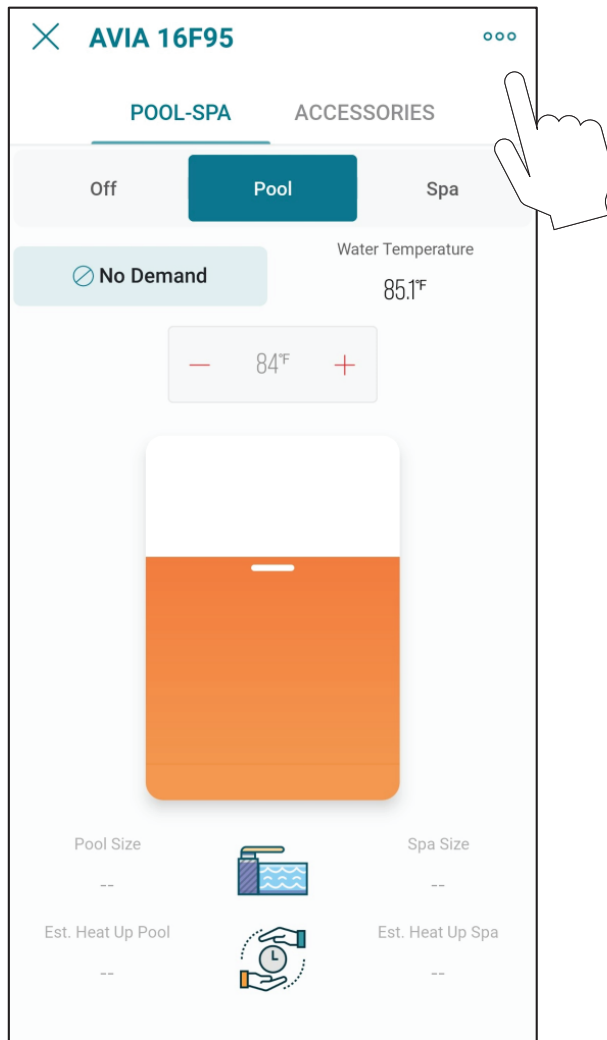 AVIA 16F95
POOL-SPA ACCESSORIES
Off Pool Spa
No Demand
Water Temperature
85.1°F
— 84°F +
Pool Size Spa Size
-- --
Est. Heat Up Pool Est. Heat Up Spa
-- --